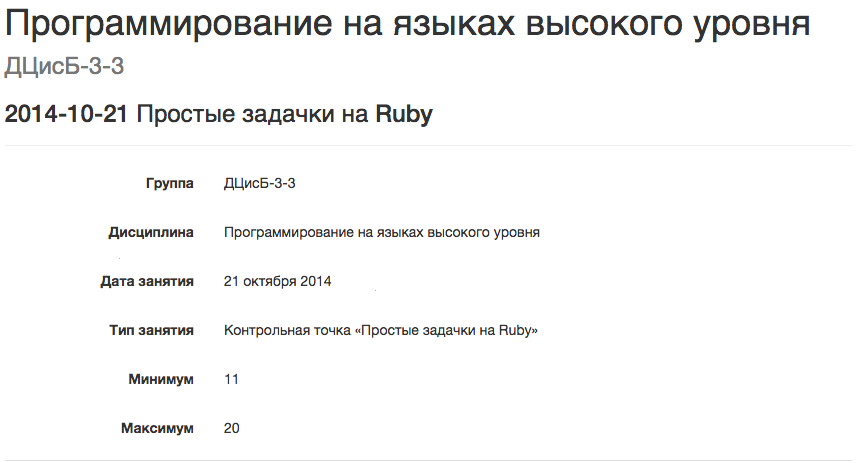 Программирование на языках высокого уровня
ДЦисБ-3-3
2014-10-21 Простые задачки на Ruby
Группа ДЦисБ-3-3
Дисциплина Программирование на языках высокого уровня
Дата занятия 21 октября 2014
Тип занятия Контрольная точка «Простые задачки на Ruby»
Минимум 11
Максимум 20